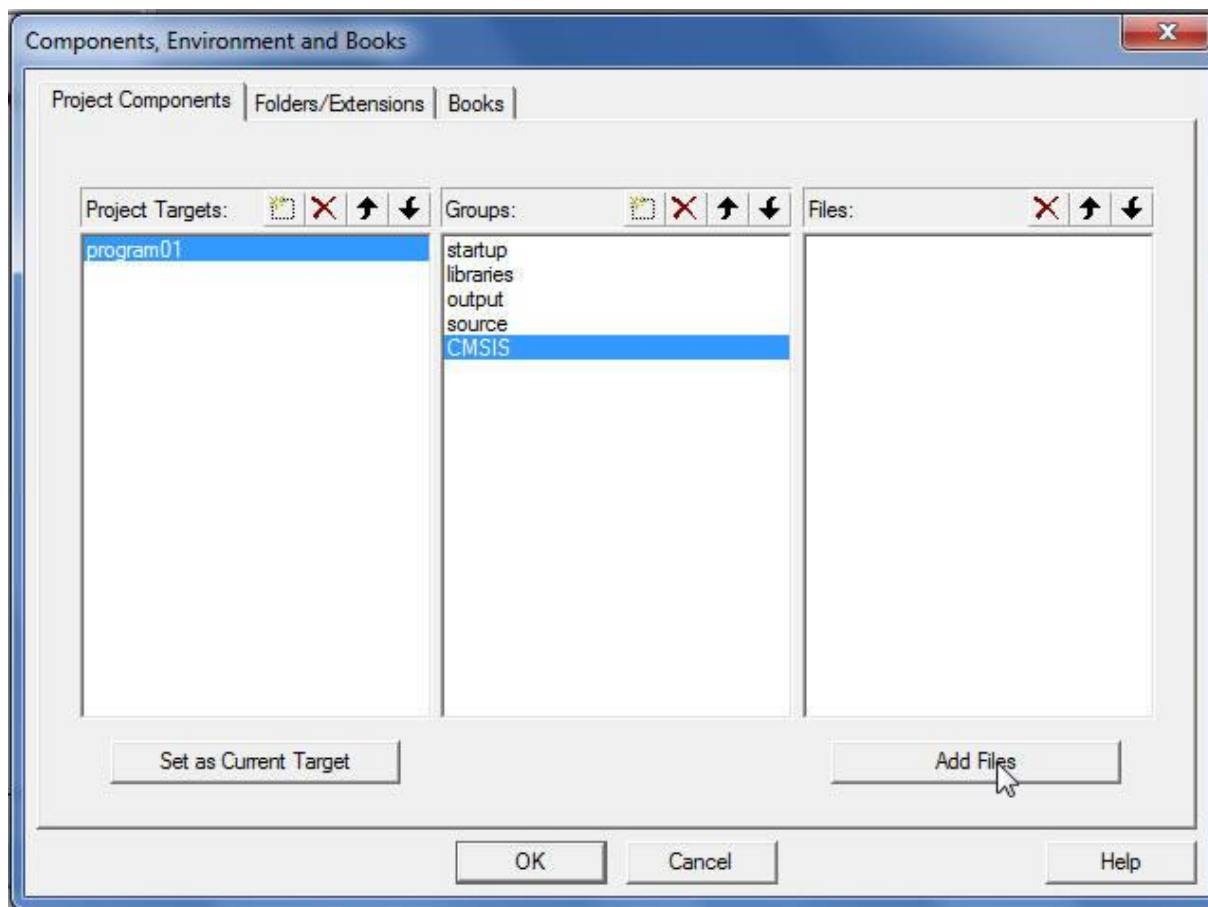 Components, Environment and Books
Project Components Folders/Extensions Books
Project Targets: Groups: Files:
program01
startup
libraries
output
source
CMSIS
Set as Current Target Add Files
OK Cancel Help